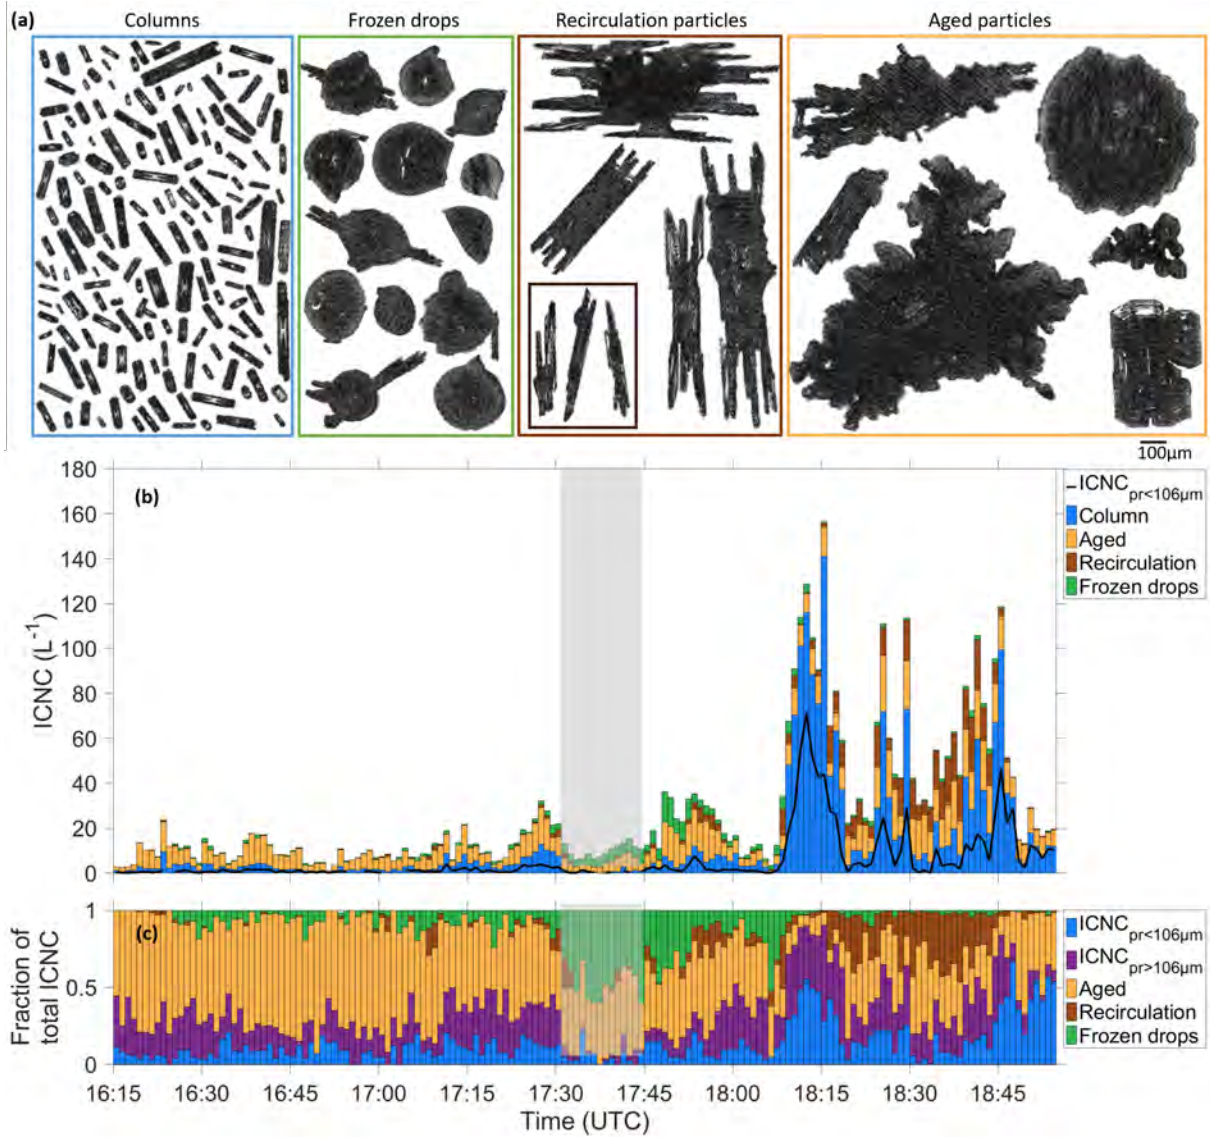 (a) Columns Frozen drops Recirculation particles Aged particles
100µm
(b)
180
160
140
120
100
80
60
40
20
0
ICNC (L-1)
ICNCpr<106µm
Column
Aged
Recirculation
Frozen drops
(c)
1
0.5
0
Fraction of
total ICNC
ICNCpr<106µm
ICNCpr>106µm
Aged
Recirculation
Frozen drops
16:15 16:30 16:45 17:00 17:15 17:30 17:45 18:00 18:15 18:30 18:45
Time (UTC)